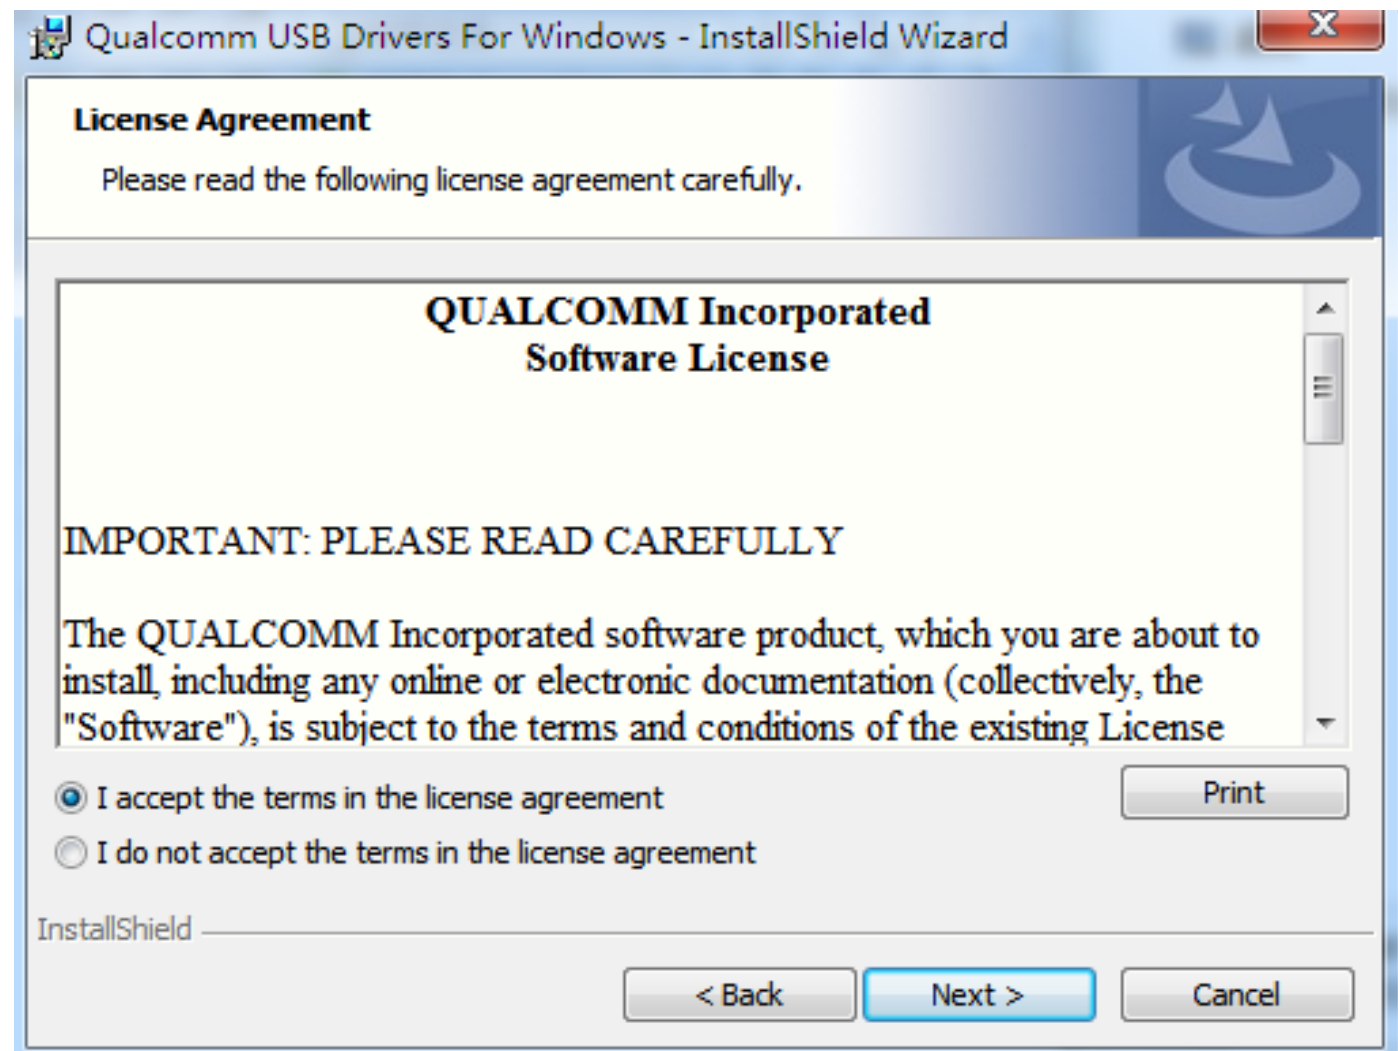 Qualcomm USB Drivers For Windows - InstallShield Wizard
License Agreement
Please read the following license agreement carefully.
QUALCOMM Incorporated
Software License
IMPORTANT: PLEASE READ CAREFULLY
The QUALCOMM Incorporated software product, which you are about to
install, including any online or electronic documentation (collectively, the
"Software"), is subject to the terms and conditions of the existing License
I accept the terms in the license agreement
Print
I do not accept the terms in the license agreement
InstallShield
< Back
Next >
Cancel